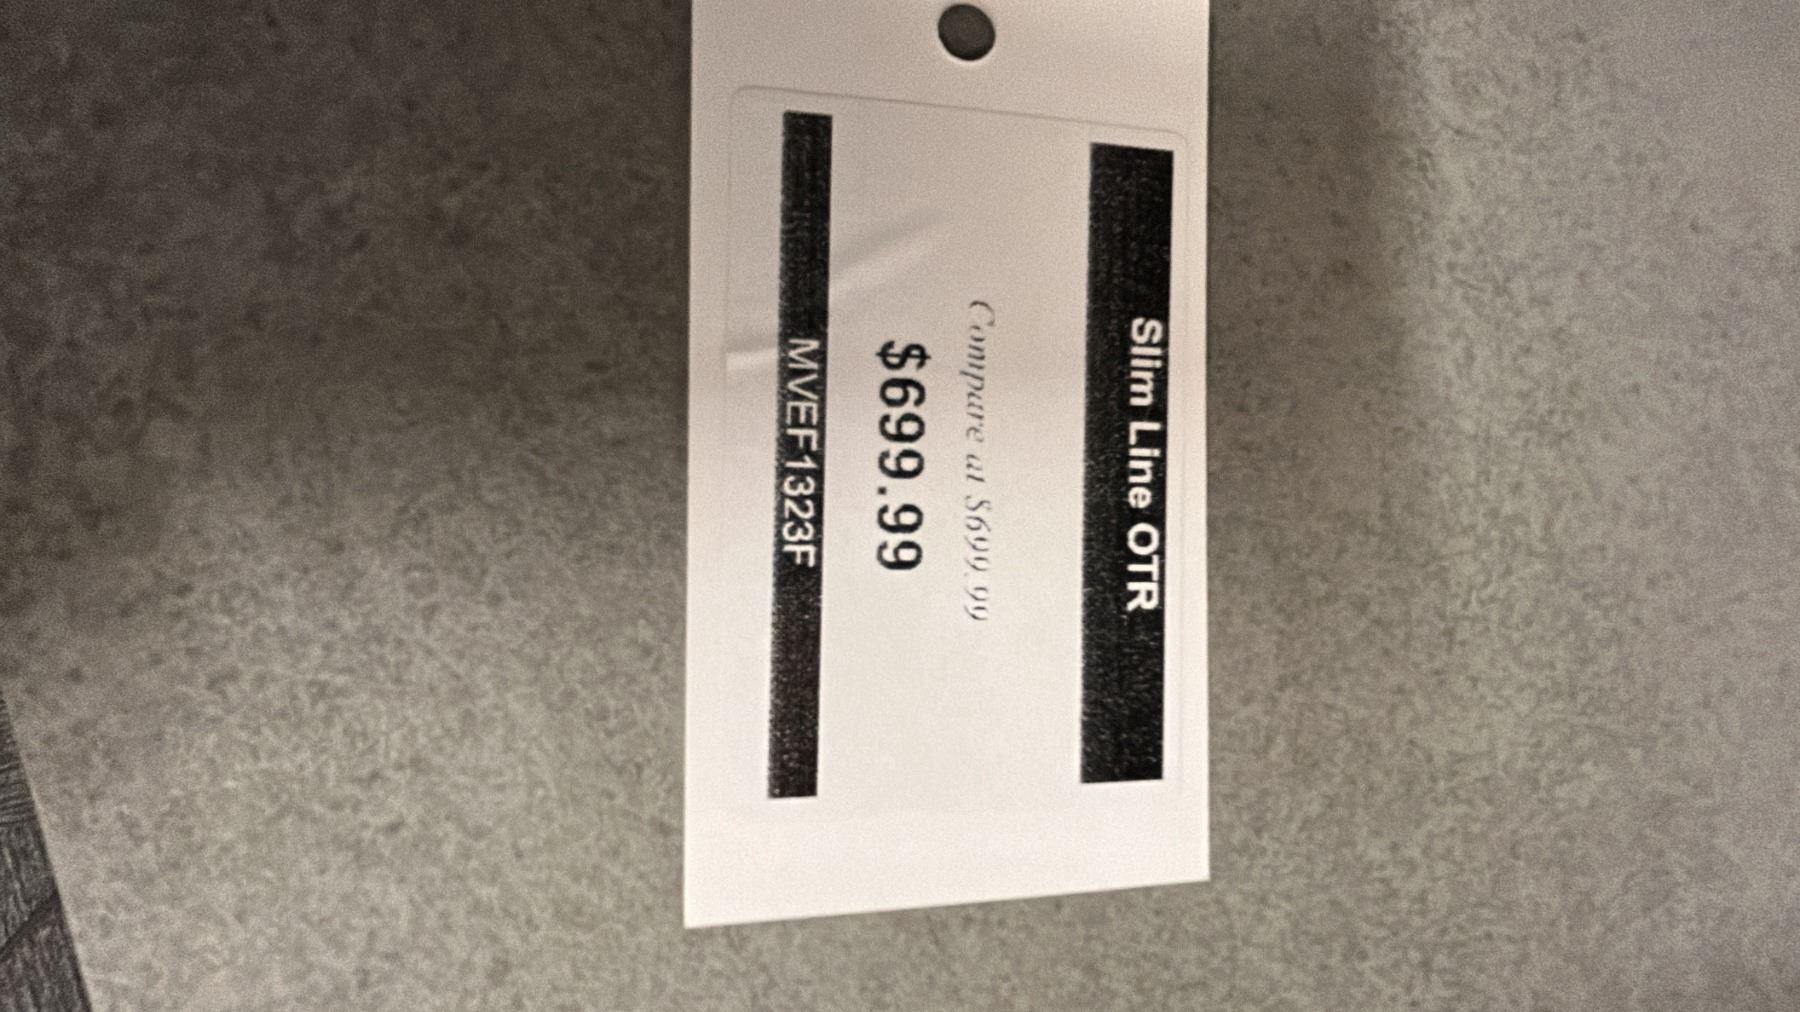 Slim Line OTR
Compare at $699.99
$699.99
MVEF1323F